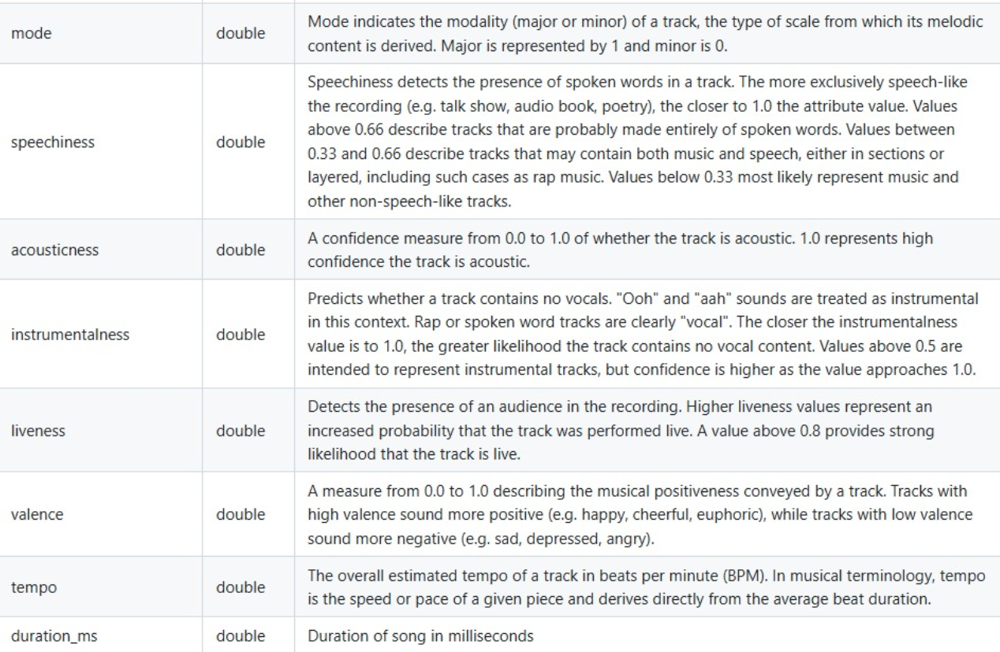 mode double Mode indicates the modality (major or minor) of a track, the type of scale from which its melodic
content is derived. Major is represented by 1 and minor is 0.
speechiness double Speechiness detects the presence of spoken words in a track. The more exclusively speech-like
the recording (e.g. talk show, audio book, poetry), the closer to 1.0 the attribute value. Values
above 0.66 describe tracks that are probably made entirely of spoken words. Values between
0.33 and 0.66 describe tracks that may contain both music and speech, either in sections or
layered, including such cases as rap music. Values below 0.33 most likely represent music and
other non-speech-like tracks.
acousticness double A confidence measure from 0.0 to 1.0 of whether the track is acoustic. 1.0 represents high
confidence the track is acoustic.
instrumentalness double Predicts whether a track contains no vocals. "Ooh" and "aah" sounds are treated as instrumental
in this context. Rap or spoken word tracks are clearly "vocal". The closer the instrumentalness
value is to 1.0, the greater likelihood the track contains no vocal content. Values above 0.5 are
intended to represent instrumental tracks, but confidence is higher as the value approaches 1.0.
liveness double Detects the presence of an audience in the recording. Higher liveness values represent an
increased probability that the track was performed live. A value above 0.8 provides strong
likelihood that the track is live.
valence double A measure from 0.0 to 1.0 describing the musical positiveness conveyed by a track. Tracks with
high valence sound more positive (e.g. happy, cheerful, euphoric), while tracks with low valence
sound more negative (e.g. sad, depressed, angry).
tempo double The overall estimated tempo of a track in beats per minute (BPM). In musical terminology, tempo
is the speed or pace of a given piece and derives directly from the average beat duration.
duration_ms double Duration of song in milliseconds